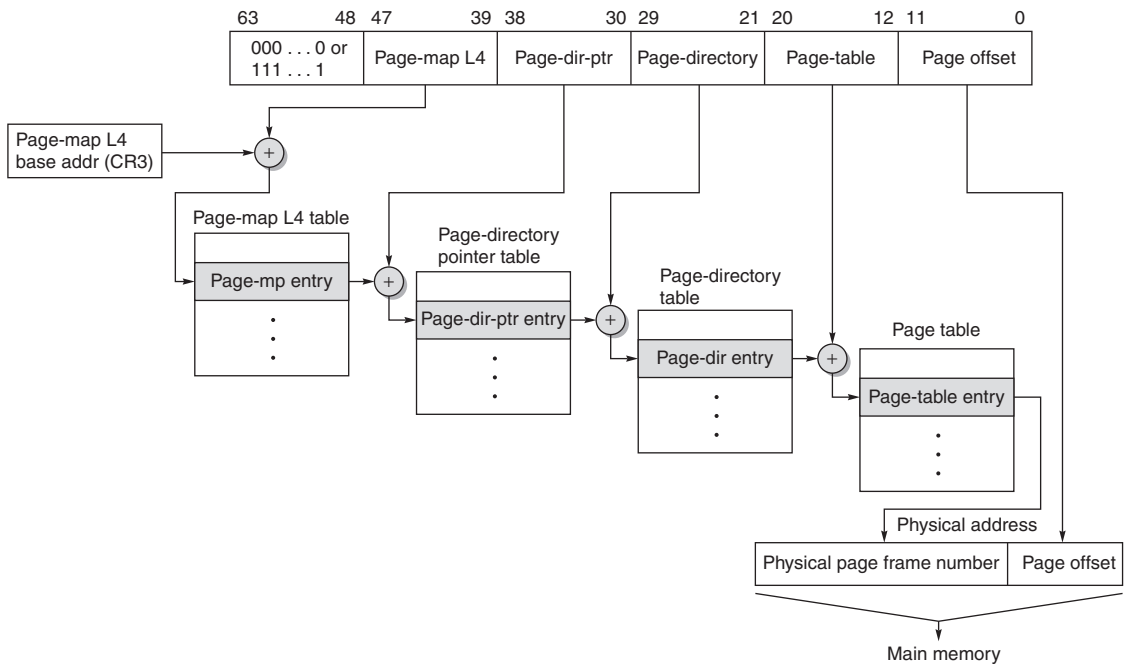 63 48 47 39 38 30 29 21 20 12 11 0
000 . . . 0 or
111 . . . 1
Page-map L4
Page-dir-ptr
Page-directory
Page-table
Page offset
Page-map L4
base addr (CR3)
+
Page-map L4 table
Page-mp entry
+
Page-directory
pointer table
Page-dir-ptr entry
+
Page-directory
table
Page-dir entry
+
Page table
Page-table entry
Physical address
Physical page frame number
Page offset
Main memory